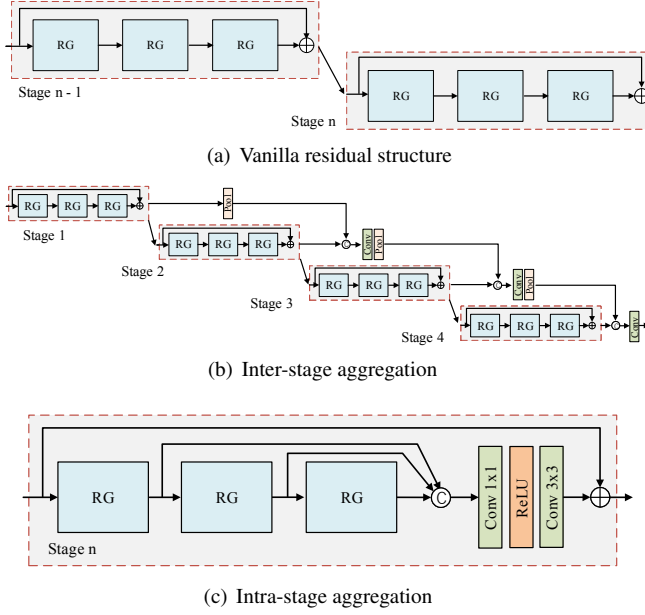 RG RG RG
Stage n - 1
RG RG RG
Stage n
(a) Vanilla residual structure
RG RG RG
Stage 1
Pool
RG RG RG
Stage 2
C
Conv
Pool
RG RG RG
Stage 3
C
Conv
Pool
RG RG RG
Stage 4
C
Conv
(b) Inter-stage aggregation
RG RG RG
C
Conv 1x1
ReLU
Conv 3x3
Stage n
(c) Intra-stage aggregation